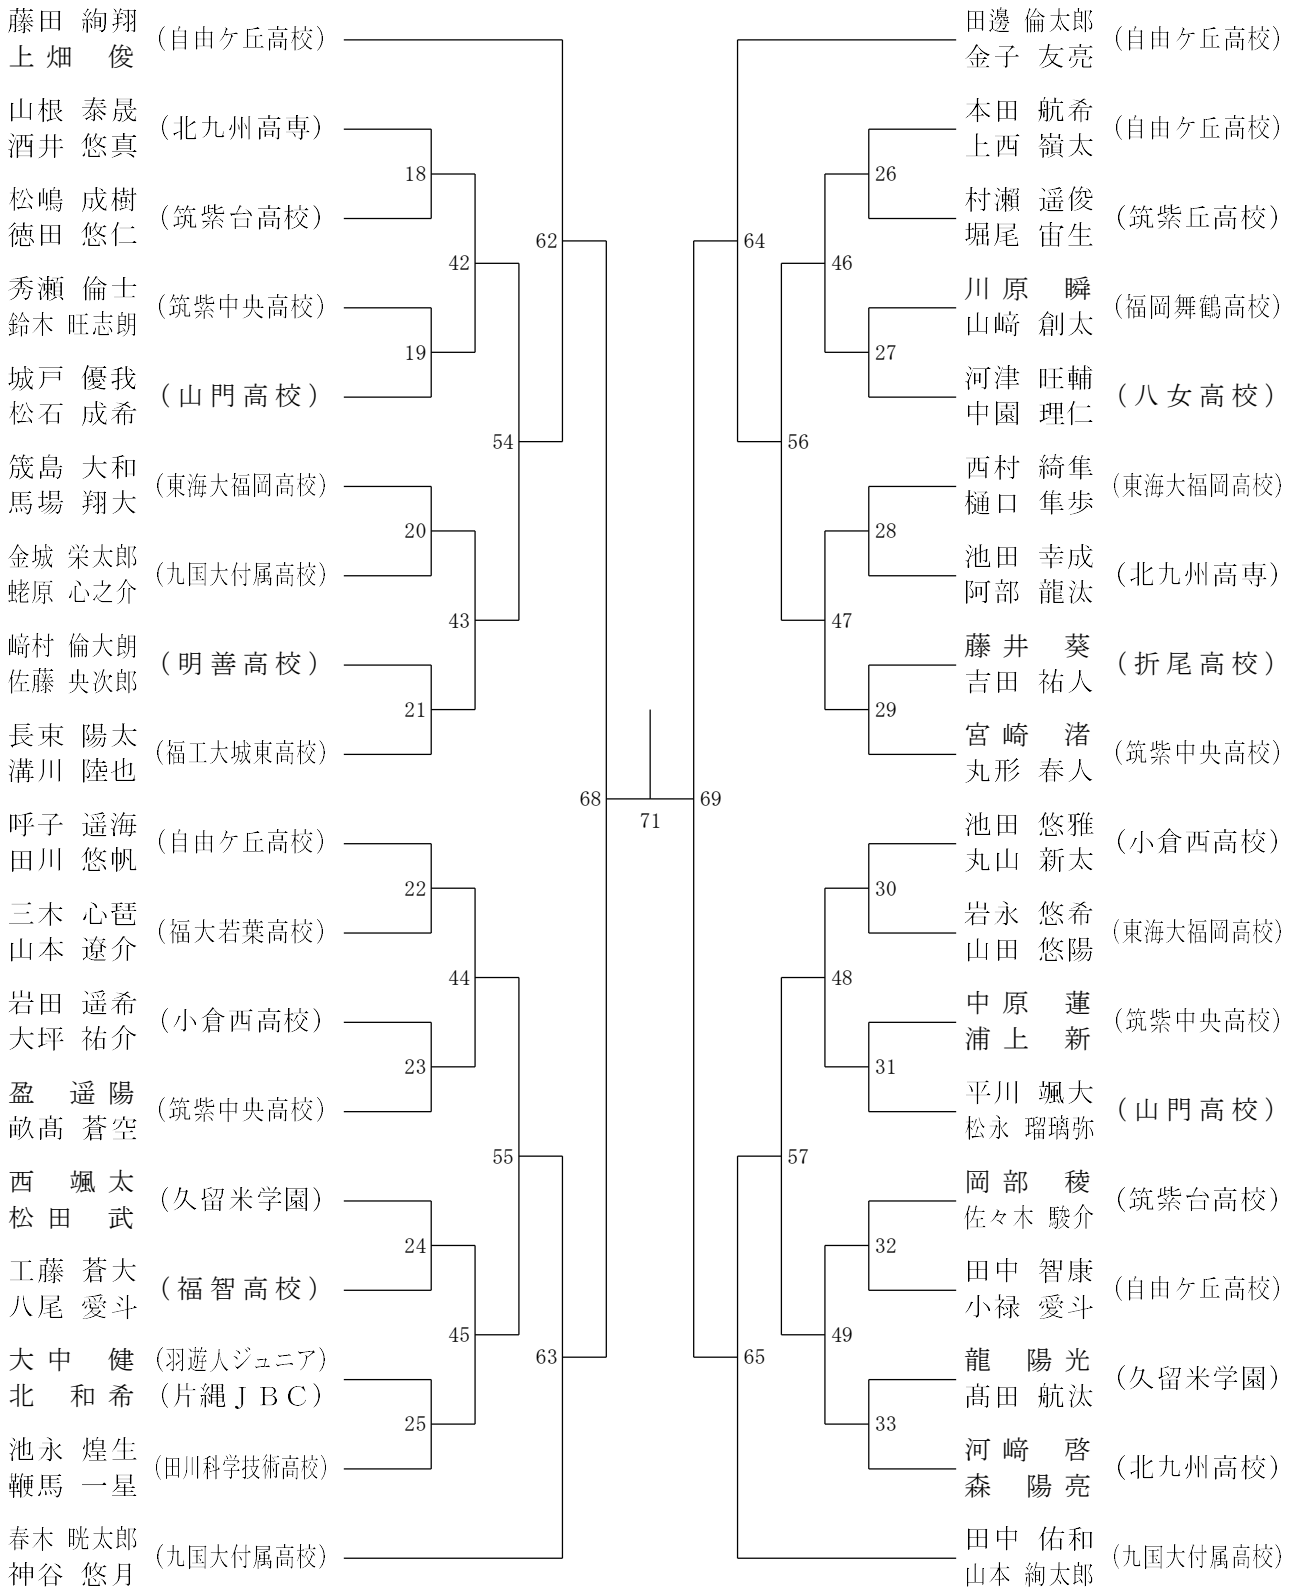 藤田 絢翔
上畑 俊
(自由ケ丘高校)
山根 泰晟
酒井 悠真
(北九州高専)
18
松嶋 成樹
徳田 悠仁
(筑紫台高校)
62
42
秀瀬 倫士
鈴木 旺志朗
(筑紫中央高校)
19
城戸 優我
松石 成希
(山門高校)
54
筬島 大和
馬場 翔大
(東海大福岡高校)
20
金城 栄太郎
蛯原 心之介
(九国大付属高校)
43
﨑村 倫大朗
佐藤 央次郎
(明善高校)
21
長束 陽太
溝川 陸也
(福工大城東高校)
68
71
呼子 遥海
田川 悠帆
(自由ケ丘高校)
22
三木 心琶
山本 遼介
(福大若葉高校)
44
岩田 遥希
大坪 祐介
(小倉西高校)
23
盈 遥陽
畝髙 蒼空
(筑紫中央高校)
55
西 颯太
松田 武
(久留米学園)
24
工藤 蒼大
八尾 愛斗
(福智高校)
45
63
大中 健
(羽遊人ジュニア)
北 和希
(片縄ＪＢＣ)
25
池永 煌生
鞭馬 一星
(田川科学技術高校)
春木 晄太郎
神谷 悠月
(九国大付属高校)
田邊 倫太郎
金子 友亮
(自由ケ丘高校)
本田 航希
上西 嶺太
(自由ケ丘高校)
26
村瀬 遥俊
堀尾 宙生
(筑紫丘高校)
64
46
川原 瞬
山﨑 創太
(福岡舞鶴高校)
27
河津 旺輔
中園 理仁
(八女高校)
56
西村 綺隼
樋口 隼歩
(東海大福岡高校)
28
池田 幸成
阿部 龍汰
(北九州高専)
47
藤井 葵
吉田 祐人
(折尾高校)
29
宮崎 渚
丸形 春人
(筑紫中央高校)
69
池田 悠雅
丸山 新太
(小倉西高校)
30
岩永 悠希
山田 悠陽
(東海大福岡高校)
48
中原 蓮
浦上 新
(筑紫中央高校)
31
平川 颯大
松永 瑠璃弥
(山門高校)
57
岡部 稜
佐々木 駿介
(筑紫台高校)
32
田中 智康
小禄 愛斗
(自由ケ丘高校)
49
65
龍 陽光
髙田 航汰
(久留米学園)
33
河﨑 啓
森 陽亮
(北九州高校)
田中 佑和
山本 絢太郎
(九国大付属高校)